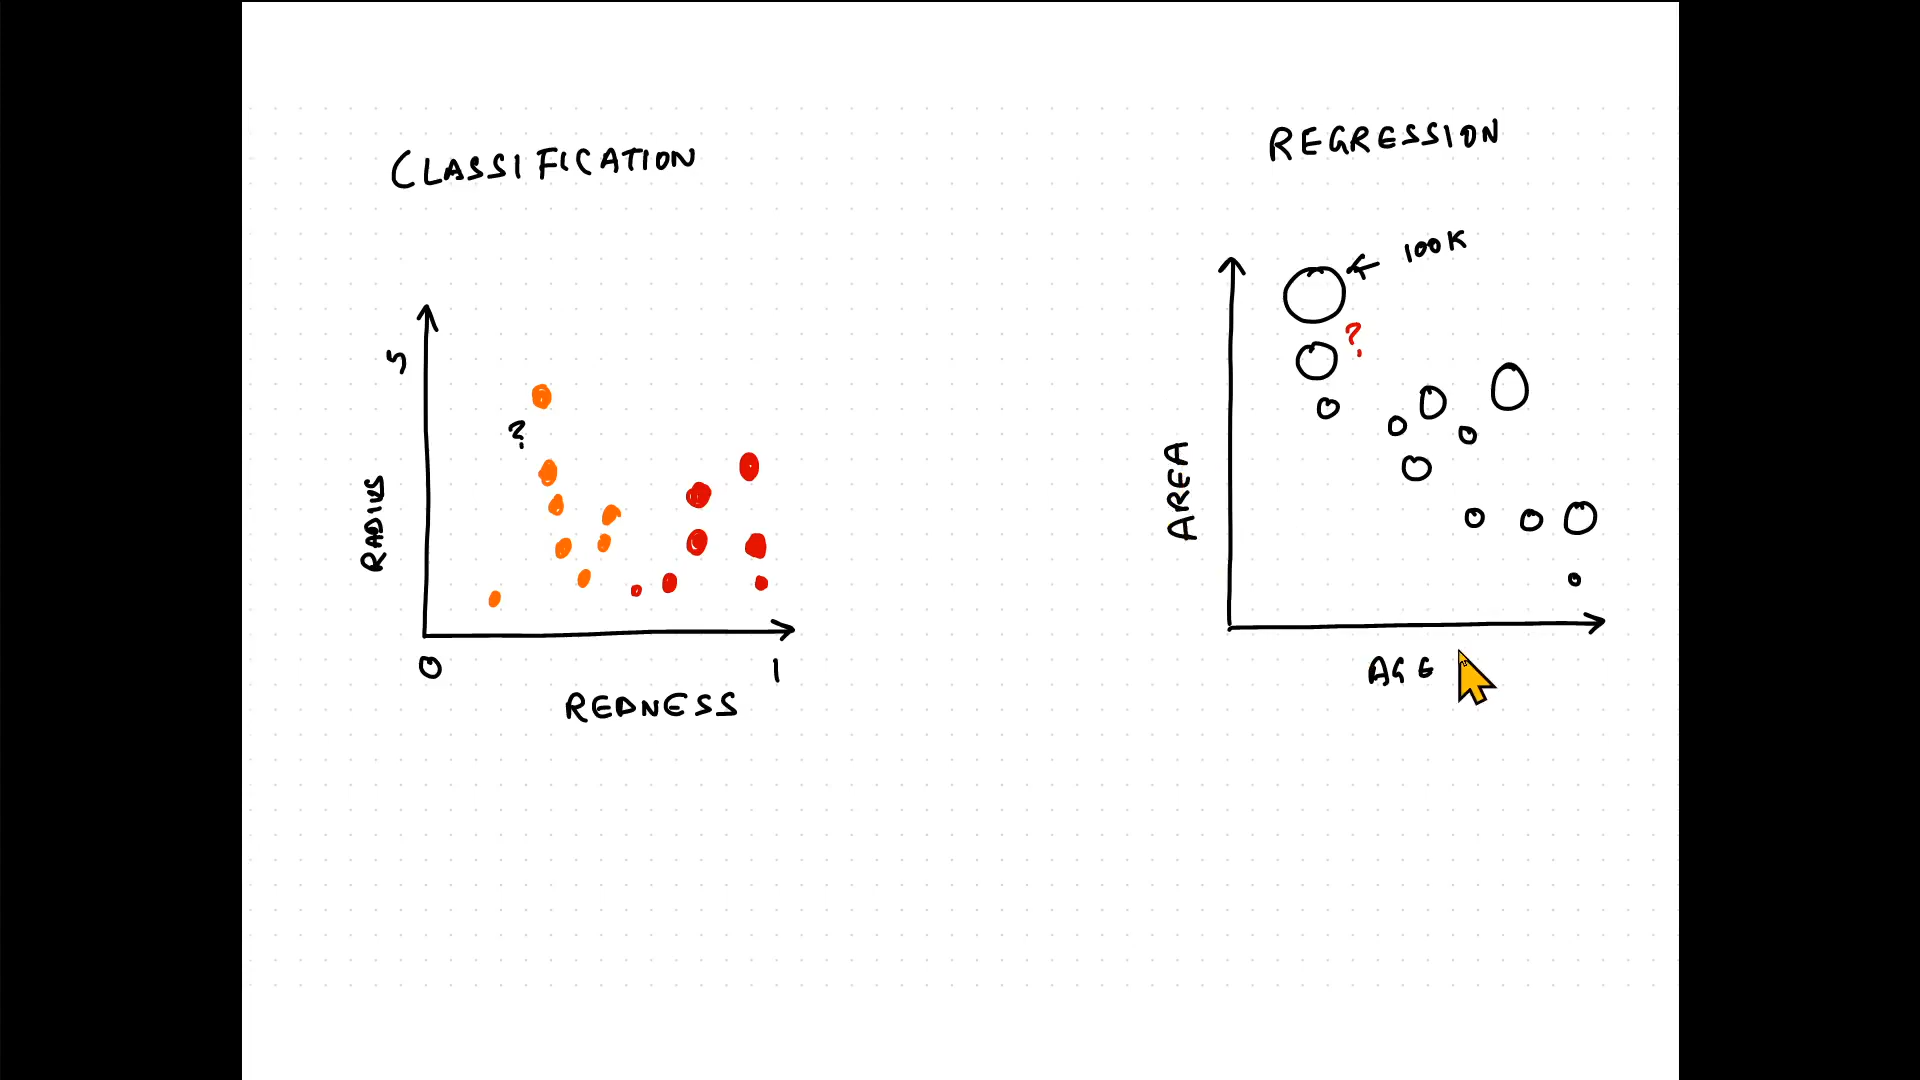 CLASSIFICATION
5
?
RADIUS
0
1
REDNESS
REGRESSION
100K
?
AREA
AGE